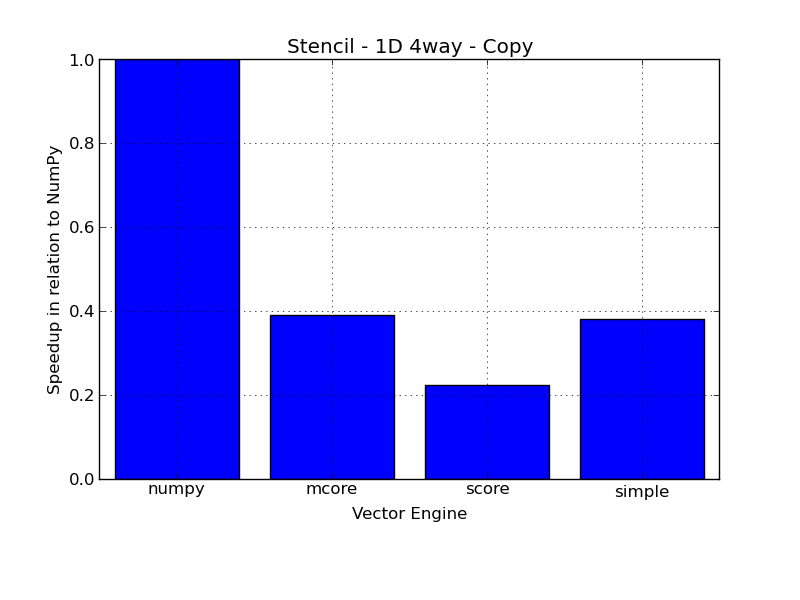 Stencil - 1D 4way - Copy
Speedup in relation to NumPy
1.0
0.8
0.6
0.4
0.2
0.0
numpy mcore score simple
Vector Engine